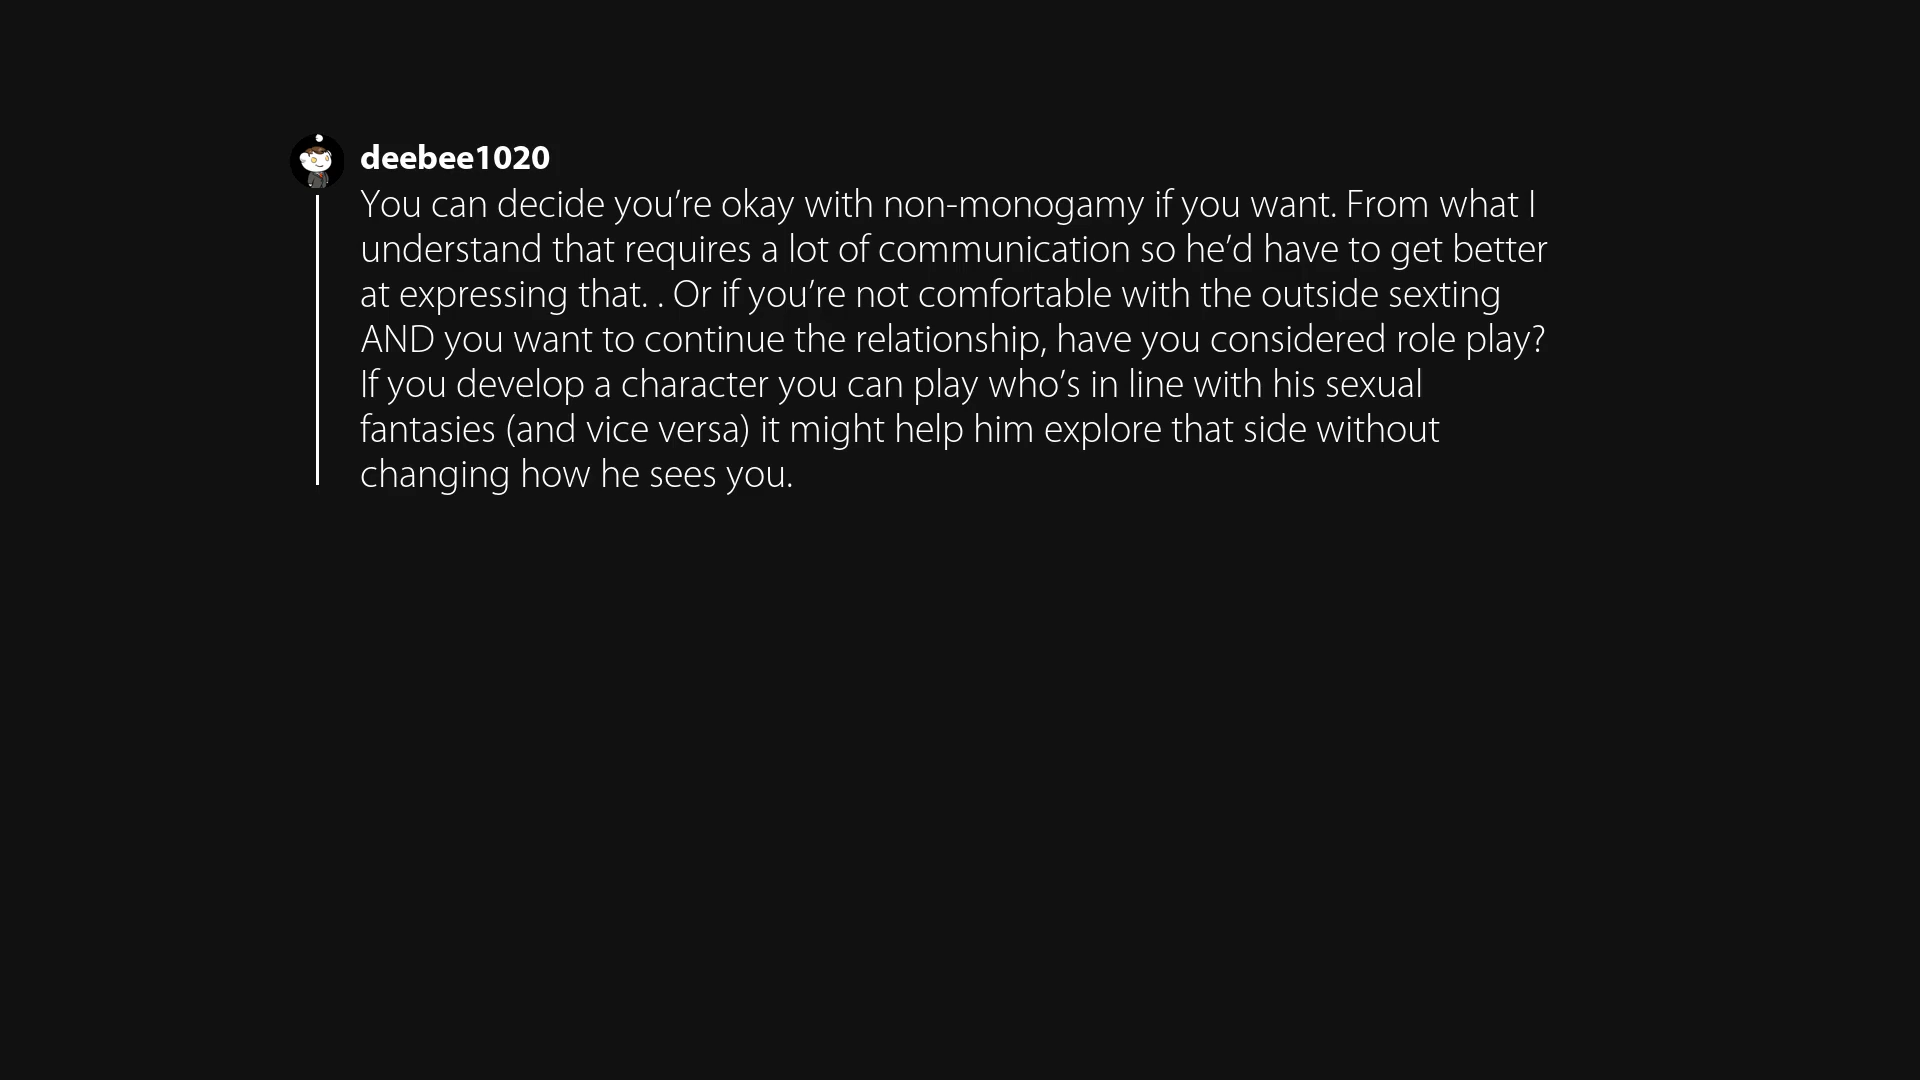 deebee1020
You can decide you’re okay with non-monogamy if you want. From what I
understand that requires a lot of communication so he’d have to get better
at expressing that. . Or if you’re not comfortable with the outside sexting
AND you want to continue the relationship, have you considered role play?
If you develop a character you can play who’s in line with his sexual
fantasies (and vice versa) it might help him explore that side without
changing how he sees you.